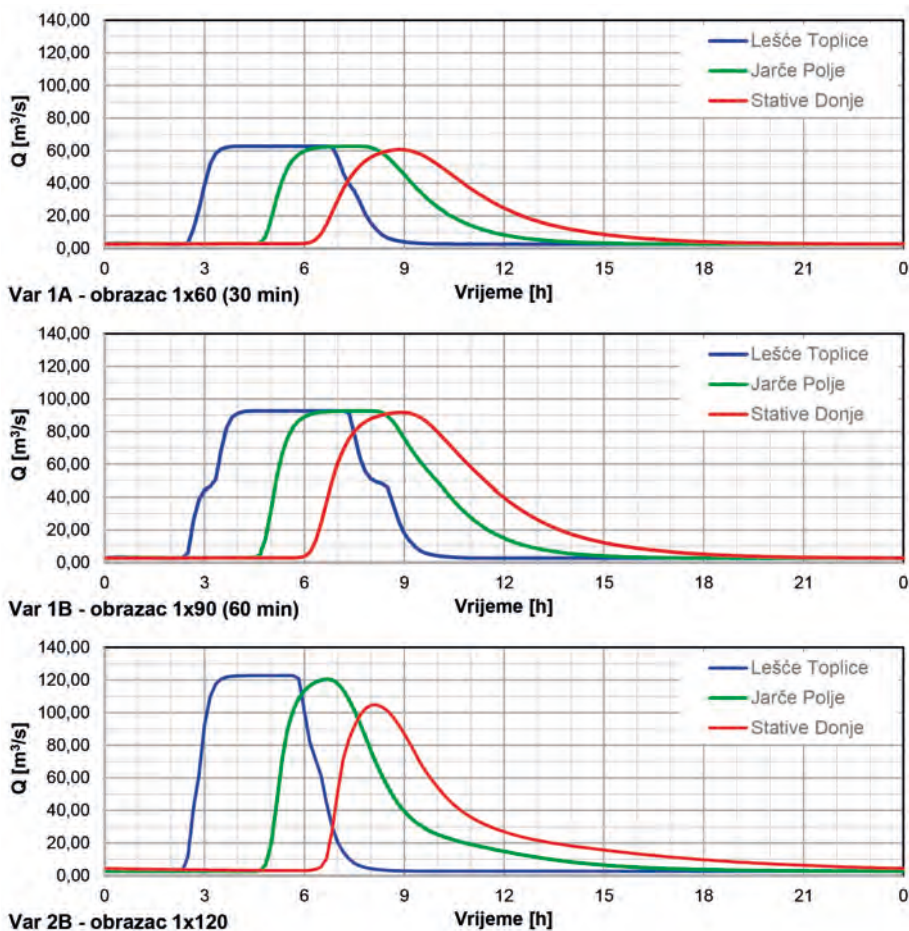 140,00
120,00
100,00
80,00
60,00
40,00
20,00
0,00
Q [m³/s]
Lešće Toplice
Jarče Polje
Stative Donje
0 3 6 9 12 15 18 21 0
Var 1A - obrazac 1x60 (30 min) Vrijeme [h]
140,00
120,00
100,00
80,00
60,00
40,00
20,00
0,00
Q [m³/s]
Lešće Toplice
Jarče Polje
Stative Donje
0 3 6 9 12 15 18 21 0
Var 1B - obrazac 1x90 (60 min) Vrijeme [h]
140,00
120,00
100,00
80,00
60,00
40,00
20,00
0,00
Q [m³/s]
Lešće Toplice
Jarče Polje
Stative Donje
0 3 6 9 12 15 18 21 0
Var 2B - obrazac 1x120 Vrijeme [h]